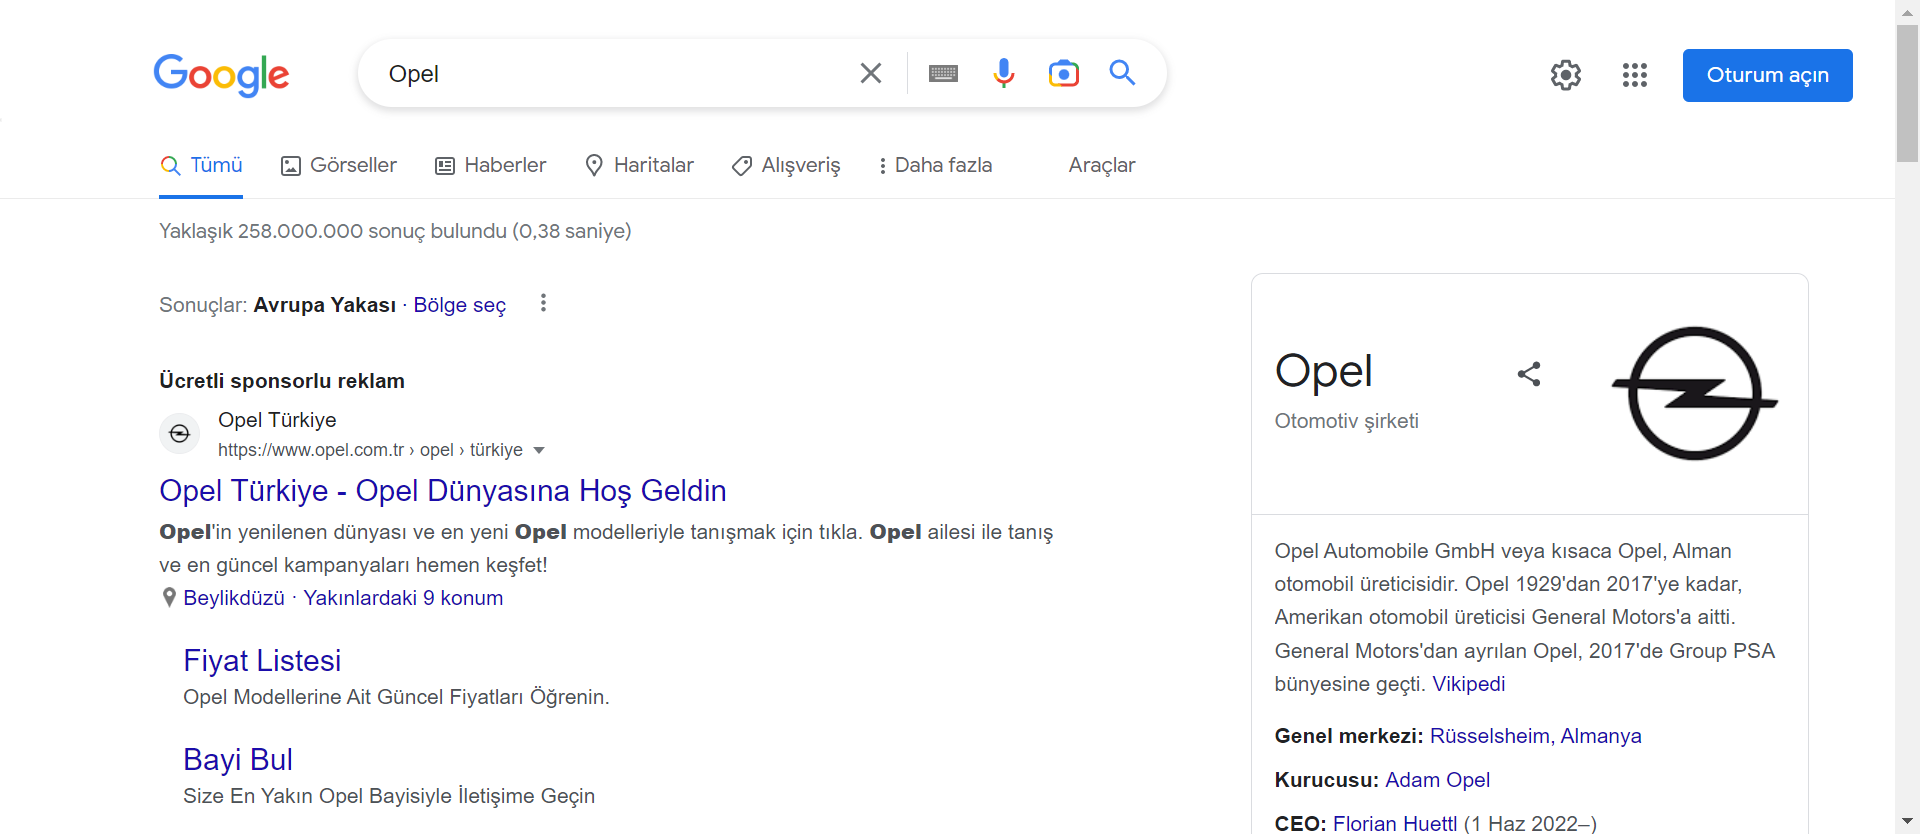 Google
Opel
Oturum açın
Tümü
Görseller
Haberler
Haritalar
Alışveriş
Daha fazla
Araçlar
Yaklaşık 258.000.000 sonuç bulundu (0,38 saniye)
Sonuçlar: Avrupa Yakası · Bölge seç
Ücretli sponsorlu reklam
Opel Türkiye
https://www.opel.com.tr › opel › türkiye
Opel Türkiye - Opel Dünyasına Hoş Geldin
Opel'in yenilenen dünyası ve en yeni Opel modelleriyle tanışmak için tıkla. Opel ailesi ile tanış
ve en güncel kampanyaları hemen keşfet!
Beylikdüzü · Yakınlardaki 9 konum
Fiyat Listesi
Opel Modellerine Ait Güncel Fiyatları Öğrenin.
Bayi Bul
Size En Yakın Opel Bayisiyle İletişime Geçin
Opel
Otomotiv şirketi
Opel Automobile GmbH veya kısaca Opel, Alman
otomobil üreticisidir. Opel 1929'dan 2017'ye kadar,
Amerikan otomobil üreticisi General Motors'a aitti.
General Motors'dan ayrılan Opel, 2017'de Group PSA
bünyesine geçti. Vikipedi
Genel merkezi: Rüsselsheim, Almanya
Kurucusu: Adam Opel
CEO: Florian Huettl (1 Haz 2022–)